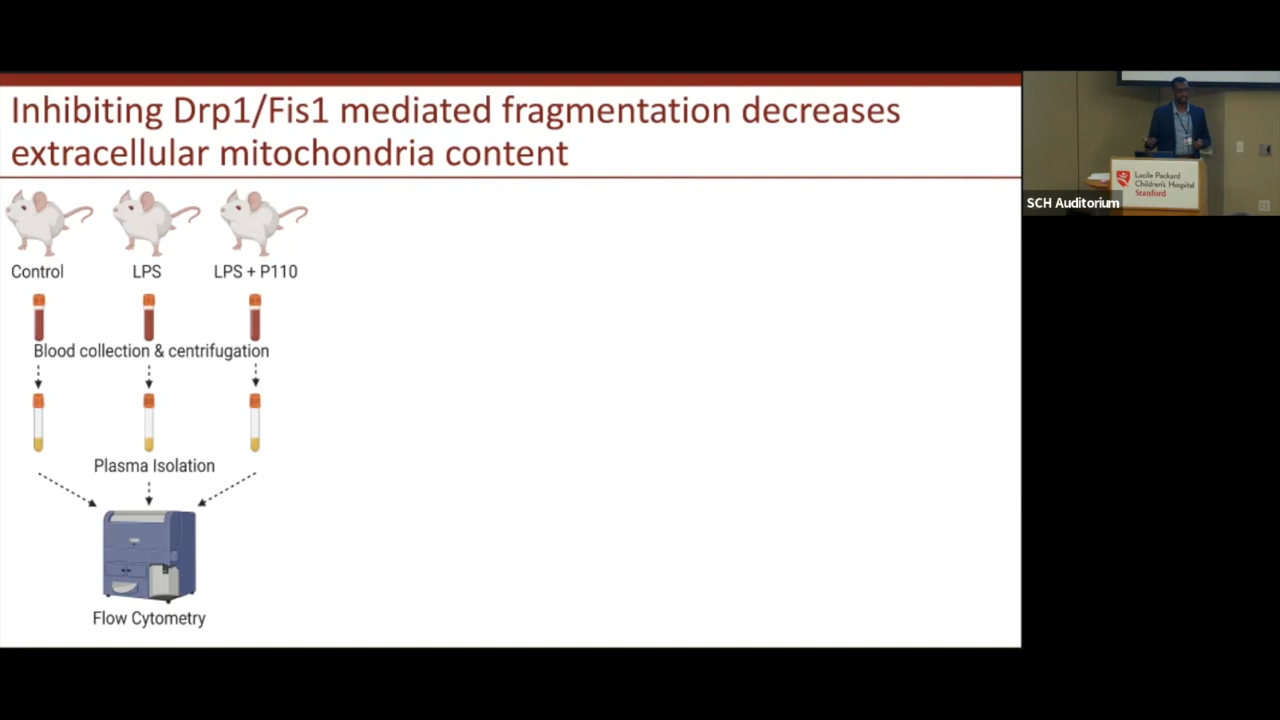 Inhibiting Drp1/Fis1 mediated fragmentation decreases
extracellular mitochondria content
Control
LPS
LPS + P110
Blood collection & centrifugation
Plasma Isolation
Flow Cytometry
Lucile Packard
Children's Hospital
Stanford
SCH Auditorium